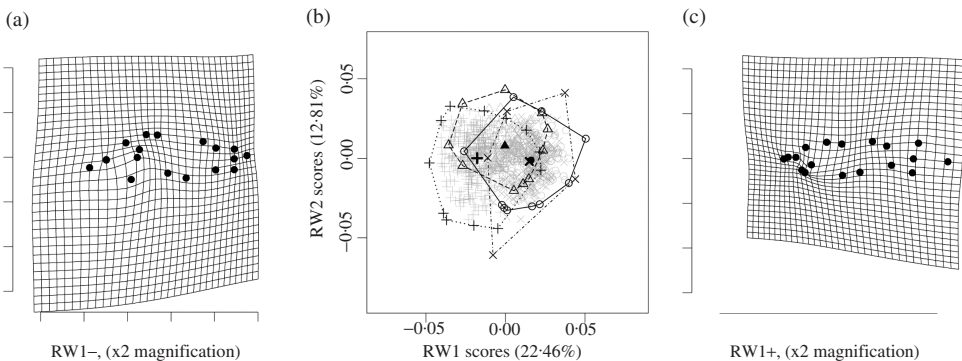 (a)
(b)
(c)
RW2 scores (12·81%)
0·05
0·00
−0·05
−0·05 0·00 0·05
RW1−, (x2 magnification)
RW1 scores (22·46%)
RW1+, (x2 magnification)